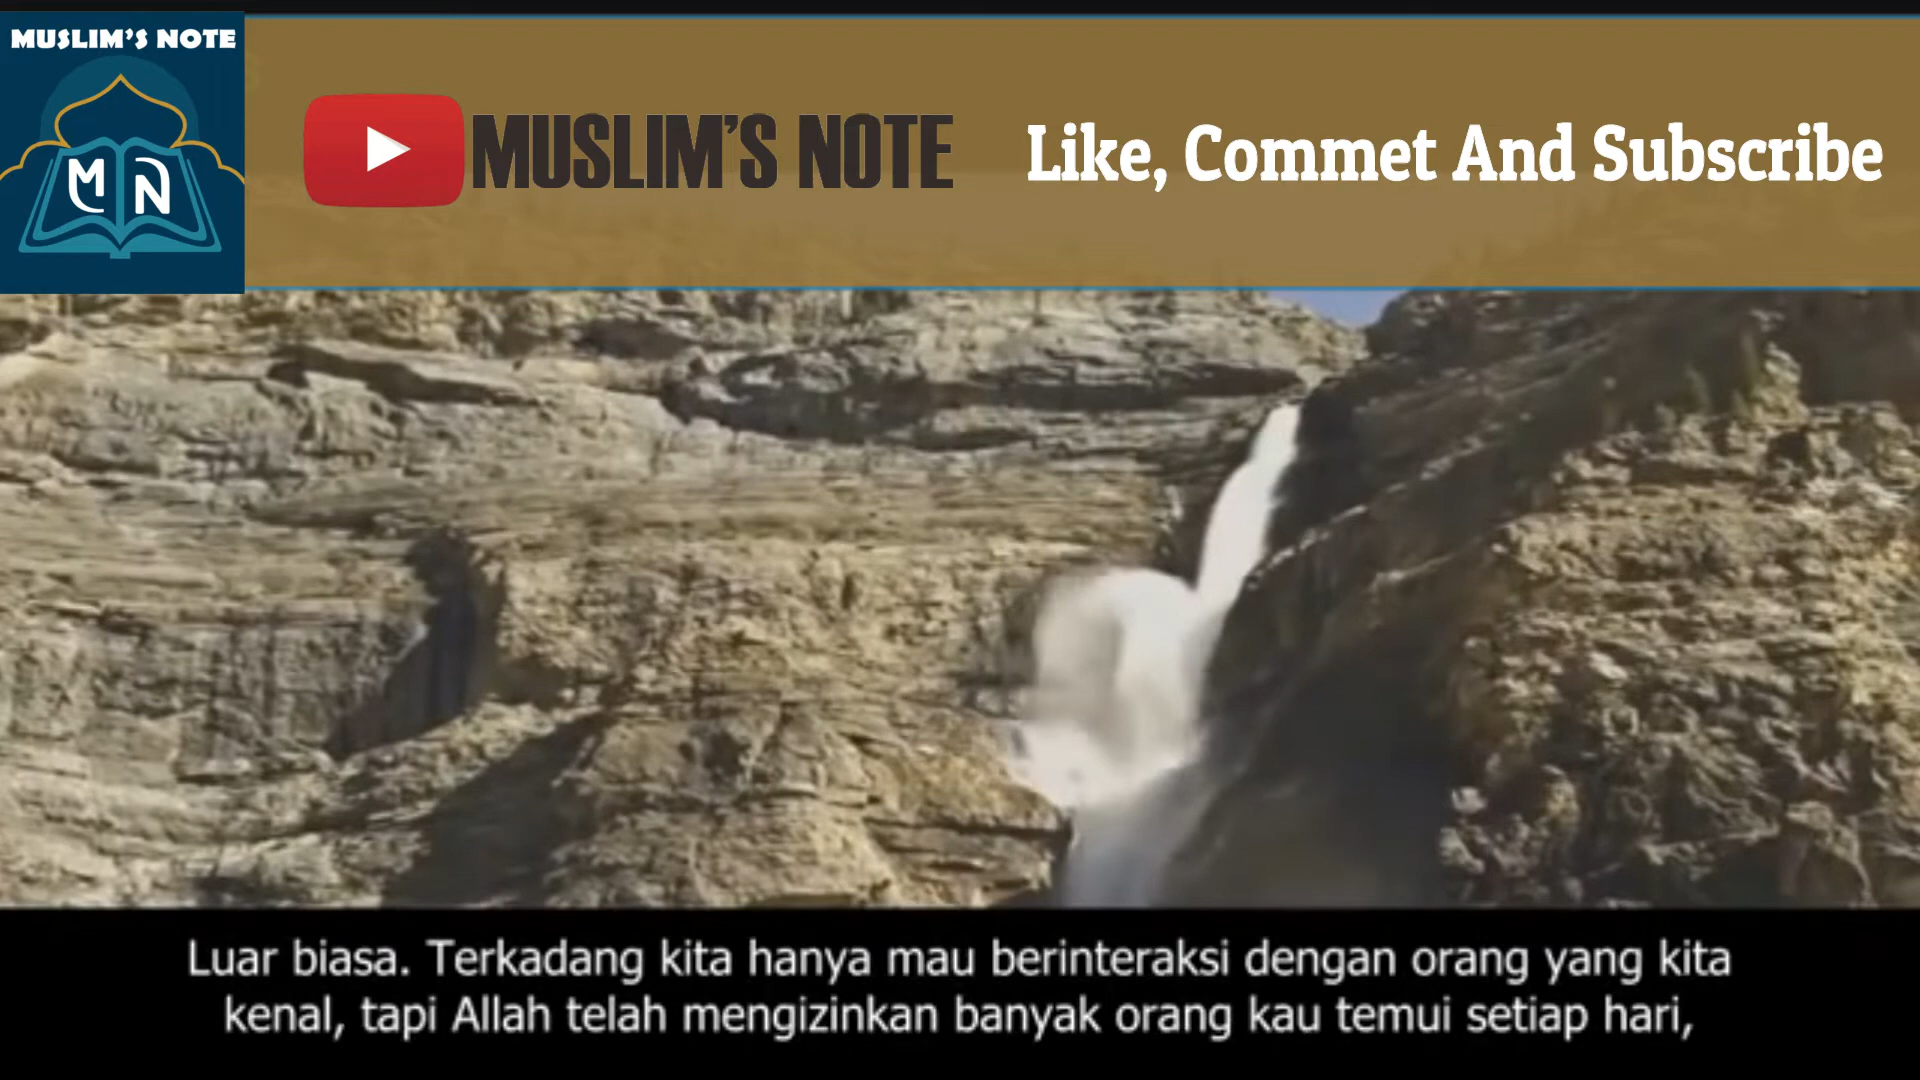 MUSLIM'S NOTE
M N
MUSLIM'S NOTE
Like, Commet And Subscribe
Luar biasa. Terkadang kita hanya mau berinteraksi dengan orang yang kita
kenal, tapi Allah telah mengizinkan banyak orang kau temui setiap hari,